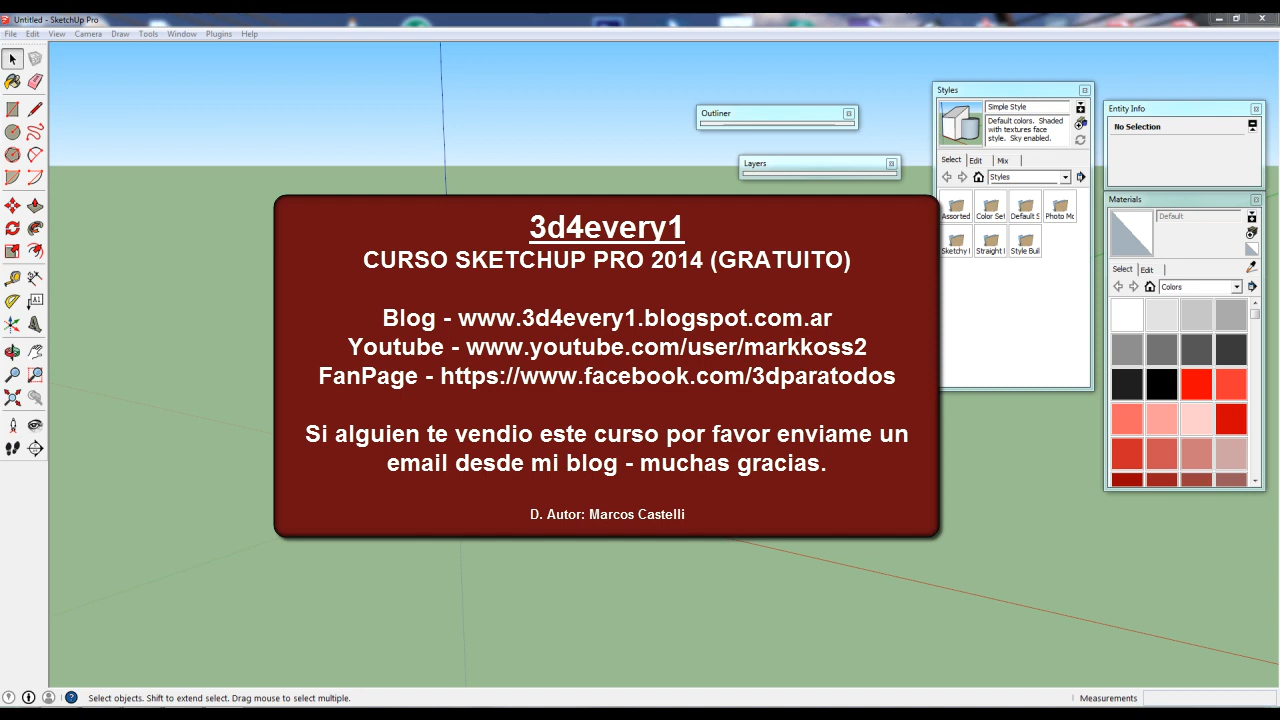 Untitled - SketchUp Pro
File Edit View Camera Draw Tools Window Plugins Help
Styles
Simple Style
Default colors. Shaded
with textures face
style. Sky enabled.
Select Edit Mix
Styles
Assorted Color Set Default S Photo Mo
Sketchy I Straight I Style Buil
Outliner
Layers
Entity Info
No Selection
Materials
Default
Select Edit
Colors
A1
3d4every1
CURSO SKETCHUP PRO 2014 (GRATUITO)
Blog - www.3d4every1.blogspot.com.ar
Youtube - www.youtube.com/user/markkoss2
FanPage - https://www.facebook.com/3dparatodos
Si alguien te vendio este curso por favor enviame un
email desde mi blog - muchas gracias.
D. Autor: Marcos Castelli
Select objects. Shift to extend select. Drag mouse to select multiple.
Measurements